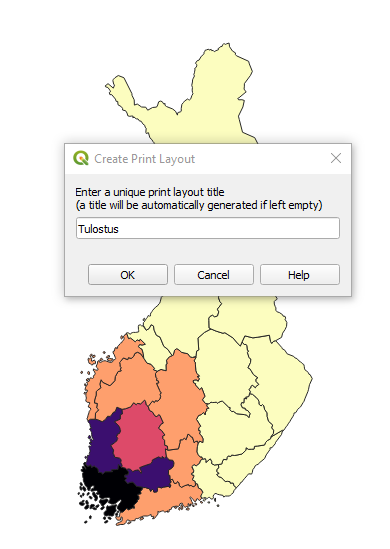 Create Print Layout
Enter a unique print layout title
(a title will be automatically generated if left empty)
Tulostus
OK Cancel Help